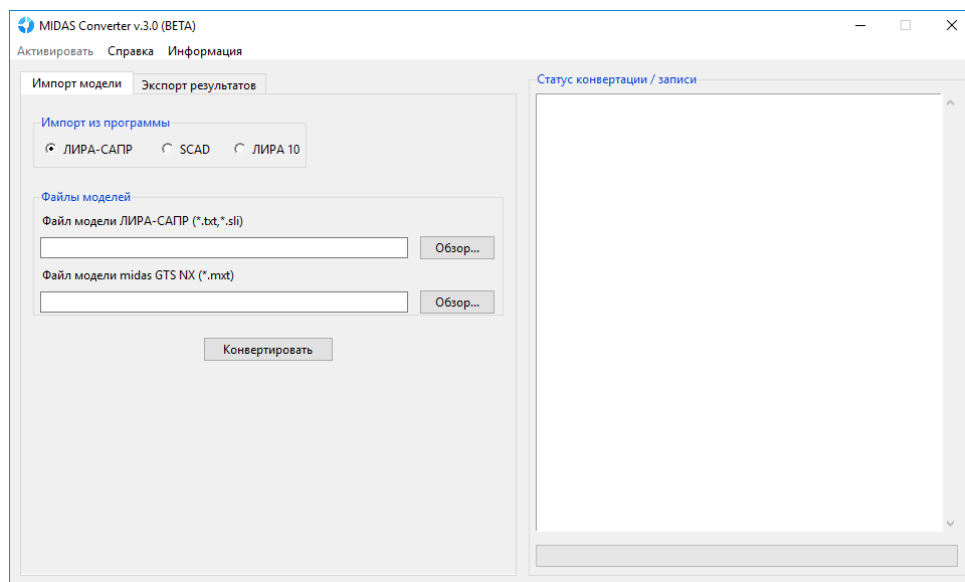 MIDAS Converter v.3.0 (BETA)
Активировать Справка Информация
Импорт модели Экспорт результатов
Импорт из программы
ЛИРА-САПР SCAD ЛИРА 10
Файлы моделей
Файл модели ЛИРА-САПР (*.txt,*.sli)
Обзор...
Файл модели midas GTS NX (*.mxt)
Обзор...
Конвертировать
Статус конвертации / записи